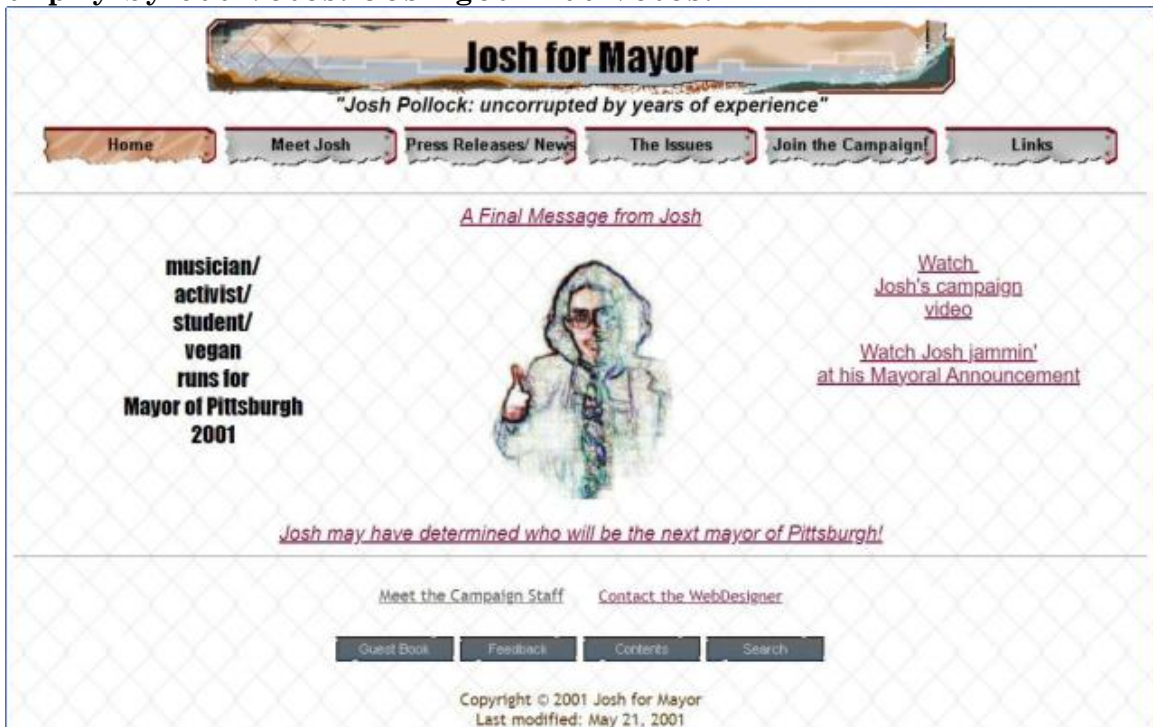 Josh for Mayor
"Josh Pollock: uncorrupted by years of experience"
Home
Meet Josh
Press Releases/ News
The Issues
Join the Campaign!
Links
A Final Message from Josh
musician/
activist/
student/
vegan
runs for
Mayor of Pittsburgh
2001
Watch
Josh's campaign
video
Watch Josh jammin'
at his Mayoral Announcement
Josh may have determined who will be the next mayor of Pittsburgh!
Meet the Campaign Staff
Contact the WebDesigner
Guest Book
Feedback
Contents
Search
Copyright © 2001 Josh for Mayor
Last modified: May 21, 2001